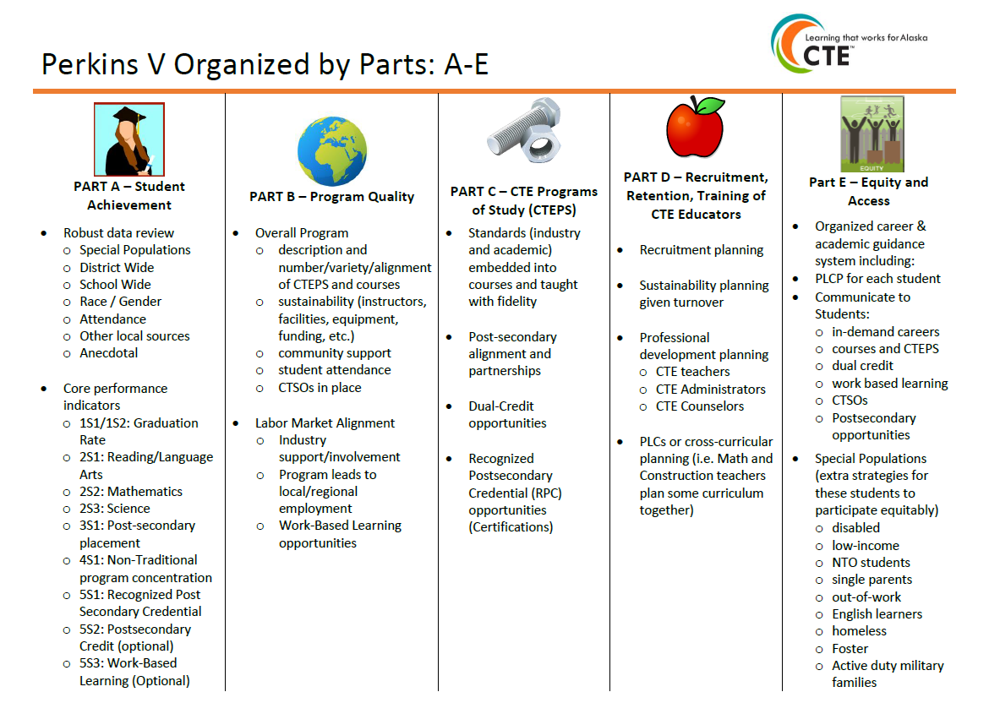 Learning that works for Alaska
CTE™
Perkins V Organized by Parts: A-E
PART A – Student
Achievement
• Robust data review
o Special Populations
o District Wide
o School Wide
o Race / Gender
o Attendance
o Other local sources
o Anecdotal
• Core performance
indicators
o 1S1/1S2: Graduation
Rate
o 2S1: Reading/Language
Arts
o 2S2: Mathematics
o 2S3: Science
o 3S1: Post-secondary
placement
o 4S1: Non-Traditional
program concentration
o 5S1: Recognized Post
Secondary Credential
o 5S2: Postsecondary
Credit (optional)
o 5S3: Work-Based
Learning (Optional)
PART B – Program Quality
• Overall Program
o description and
number/variety/alignment
of CTEPS and courses
o sustainability (instructors,
facilities, equipment,
funding, etc.)
o community support
o student attendance
o CTSOs in place
• Labor Market Alignment
o Industry
support/involvement
o Program leads to
local/regional
employment
o Work-Based Learning
opportunities
PART C – CTE Programs
of Study (CTEPS)
• Standards (industry
and academic)
embedded into
courses and taught
with fidelity
• Post-secondary
alignment and
partnerships
• Dual-Credit
opportunities
• Recognized
Postsecondary
Credential (RPC)
opportunities
(Certifications)
PART D – Recruitment,
Retention, Training of
CTE Educators
• Recruitment planning
• Sustainability planning
given turnover
• Professional
development planning
o CTE teachers
o CTE Administrators
o CTE Counselors
• PLCs or cross-curricular
planning (i.e. Math and
Construction teachers
plan some curriculum
together)
EQUITY
Part E – Equity and
Access
• Organized career &
academic guidance
system including:
• PLCP for each student
• Communicate to
Students:
o in-demand careers
o courses and CTEPS
o dual credit
o work based learning
o CTSOs
o Postsecondary
opportunities
• Special Populations
(extra strategies for
these students to
participate equitably)
o disabled
o low-income
o NTO students
o single parents
o out-of-work
o English learners
o homeless
o Foster
o Active duty military
families